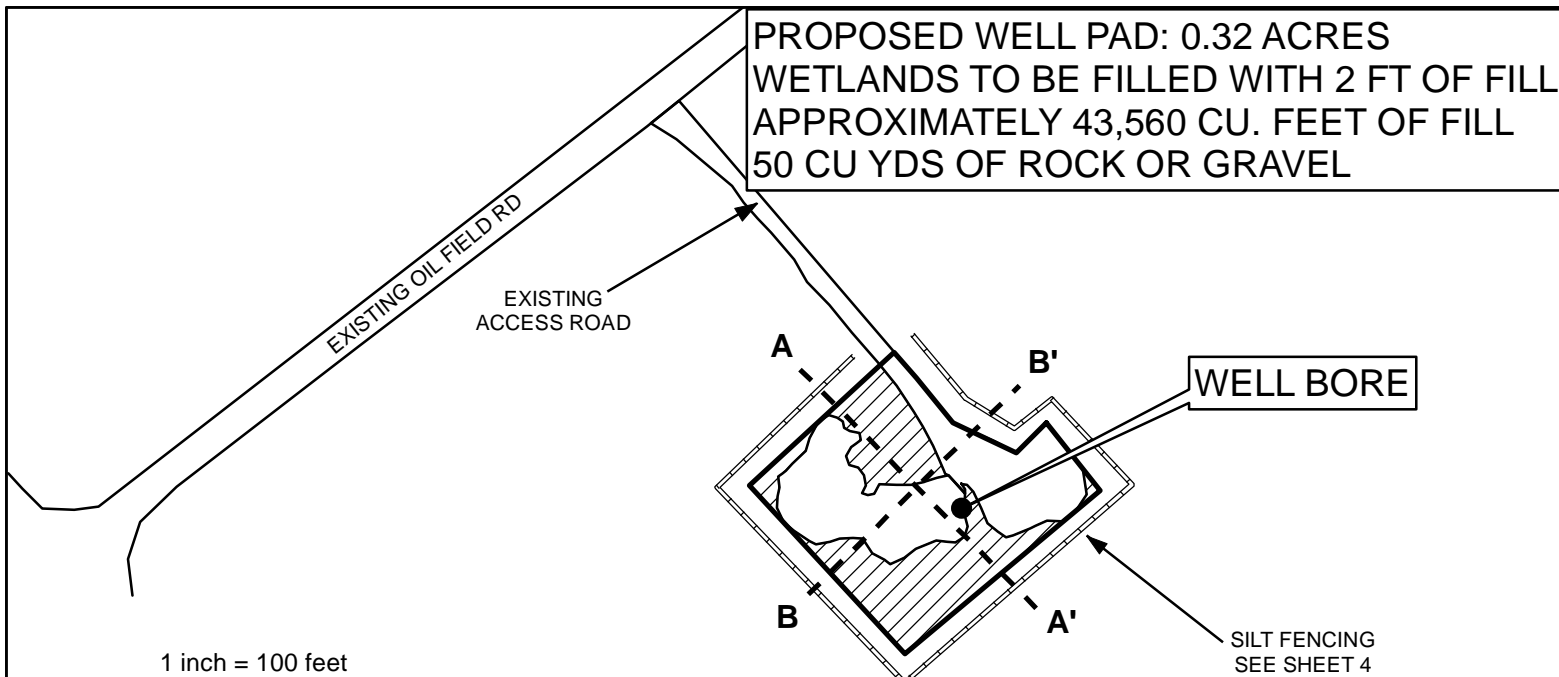 PROPOSED WELL PAD: 0.32 ACRES
WETLANDS TO BE FILLED WITH 2 FT OF FILL
APPROXIMATELY 43,560 CU. FEET OF FILL
50 CU YDS OF ROCK OR GRAVEL
EXISTING OIL FIELD RD
EXISTING
ACCESS ROAD
A
B'
WELL BORE
B
A'
SILT FENCING
SEE SHEET 4
1 inch = 100 feet